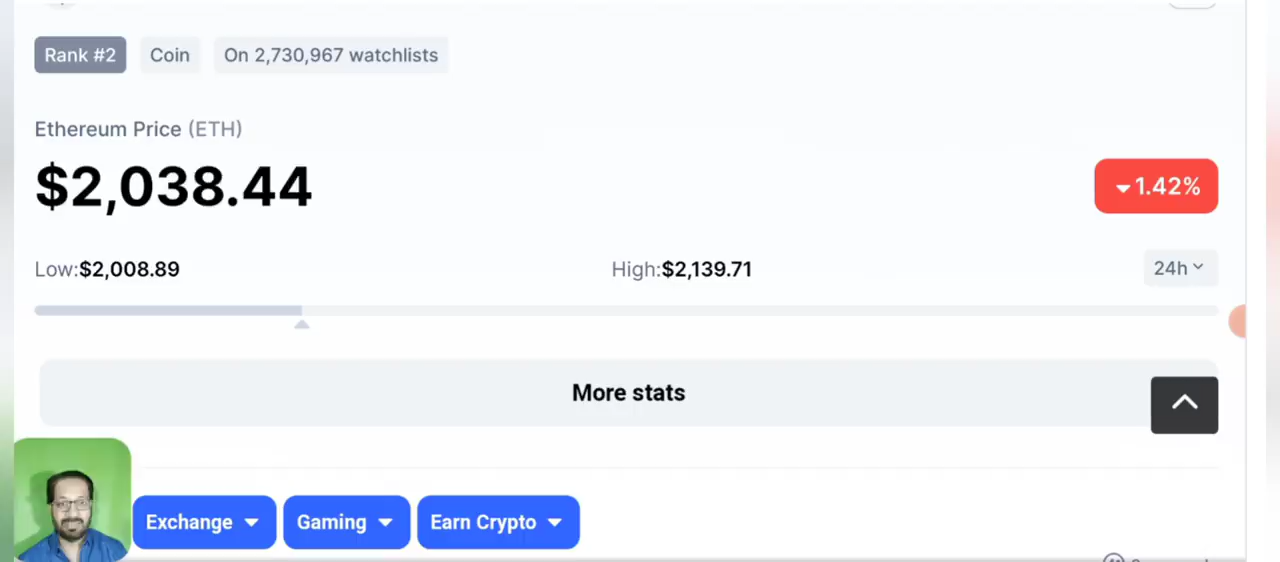 Rank #2 Coin On 2,730,967 watchlists
Ethereum Price (ETH)
$2,038.44 1.42%
Low:$2,008.89 High:$2,139.71 24h
More stats
Exchange Gaming Earn Crypto